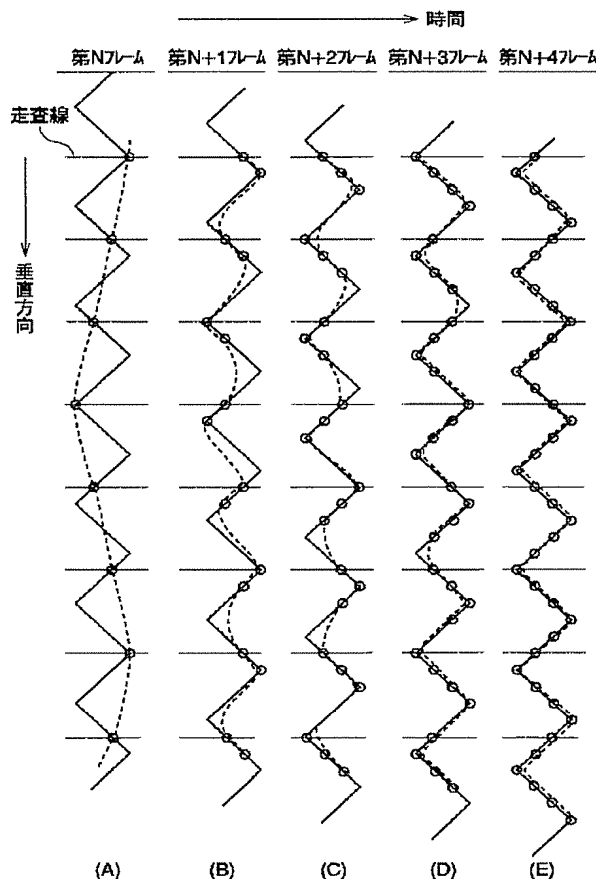 時間
第Nフレーム
第N+1フレーム
第N+2フレーム
第N+3フレーム
第N+4フレーム
走査線
垂直方向
(A)
(B)
(C)
(D)
(E)